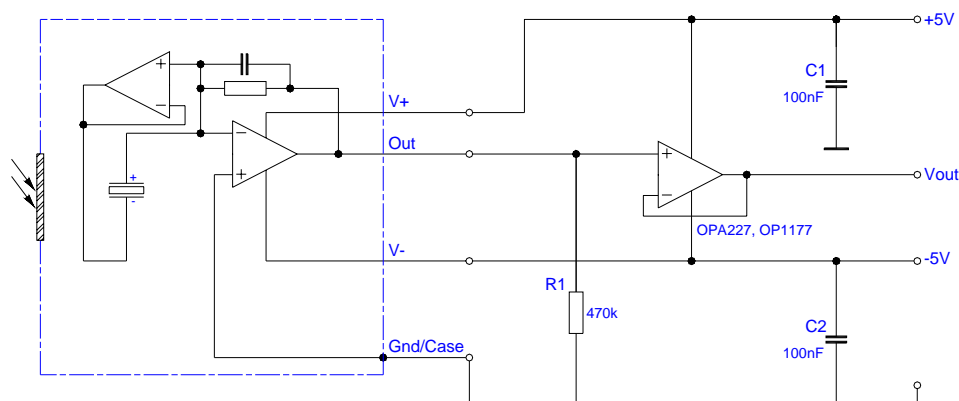 +5V
C1
100nF
V+
Out
+
−
+
−
−
+
+
-
Vout
OPA227, OP1177
V-
-5V
R1
470k
C2
100nF
Gnd/Case